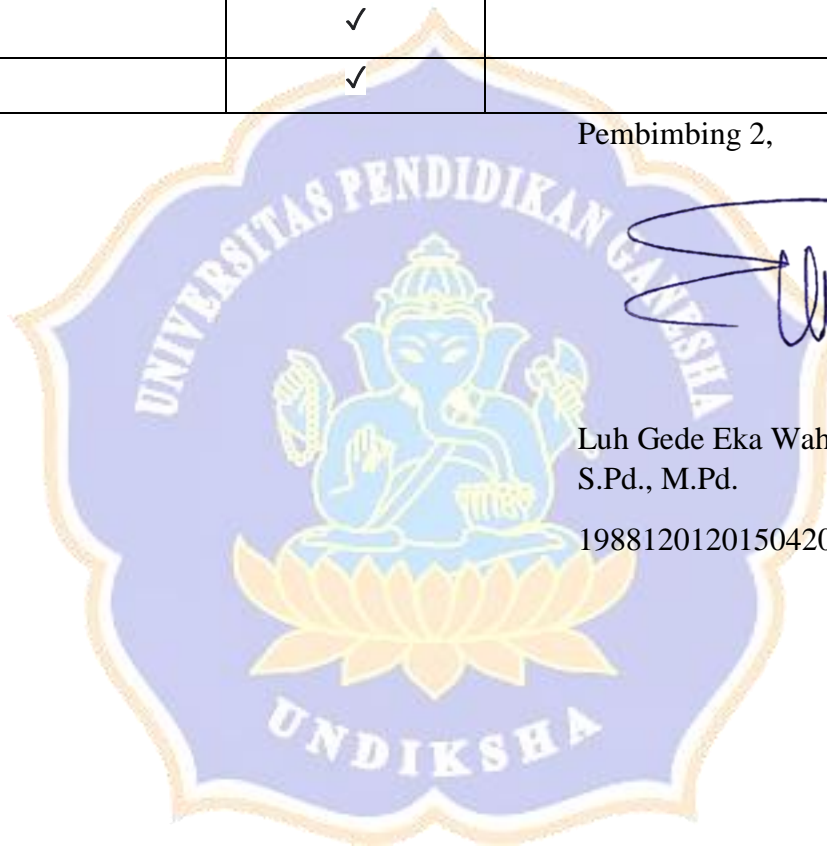 ✓
✓
Pembimbing 2,
UNIVERSITAS PENDIDIKAN GANESHA
Luh Gede Eka Wah
S.Pd., M.Pd.
1988120120150420
UNDIKSHA